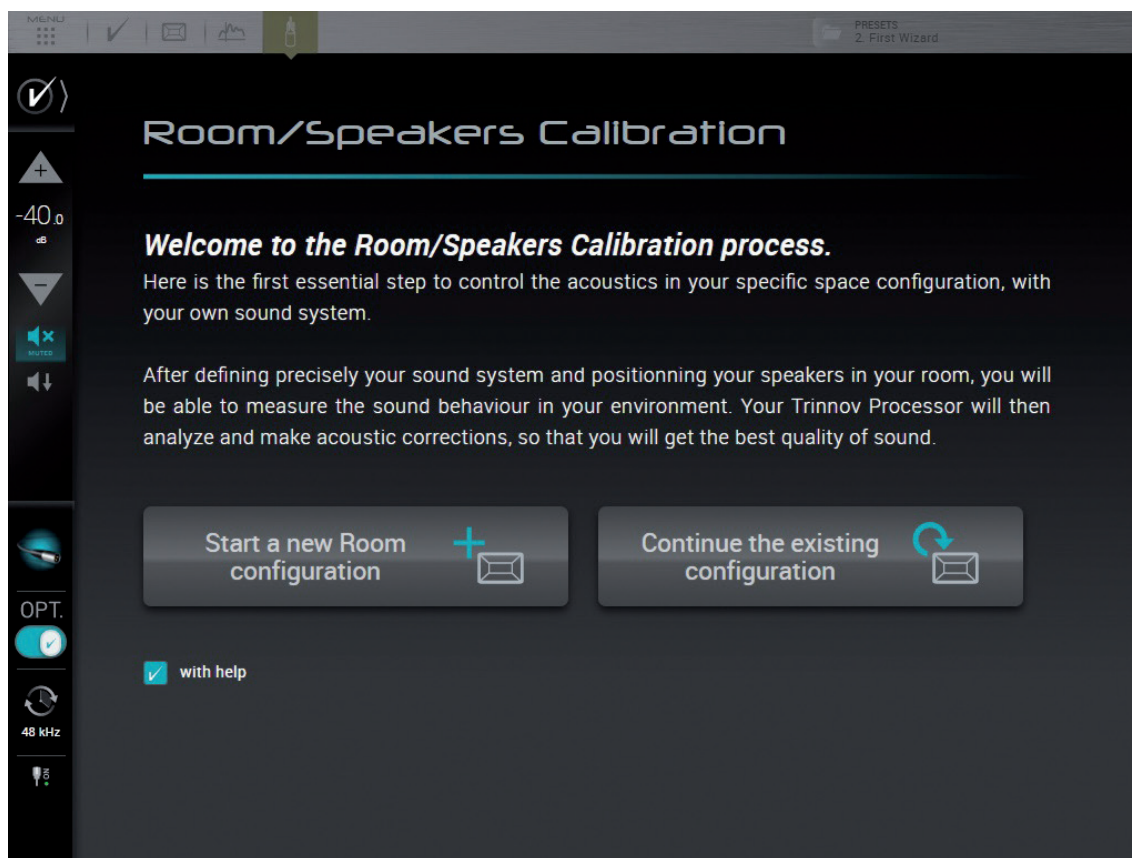 MENU
PRESETS
2. First Wizard
Room/Speakers Calibration
-40.0
dB
Welcome to the Room/Speakers Calibration process.
Here is the first essential step to control the acoustics in your specific space configuration, with
your own sound system.
After defining precisely your sound system and positionning your speakers in your room, you will
be able to measure the sound behaviour in your environment. Your Trinnov Processor will then
analyze and make acoustic corrections, so that you will get the best quality of sound.
MUTED
Start a new Room
configuration
Continue the existing
configuration
OPT.
with help
48 kHz
ON